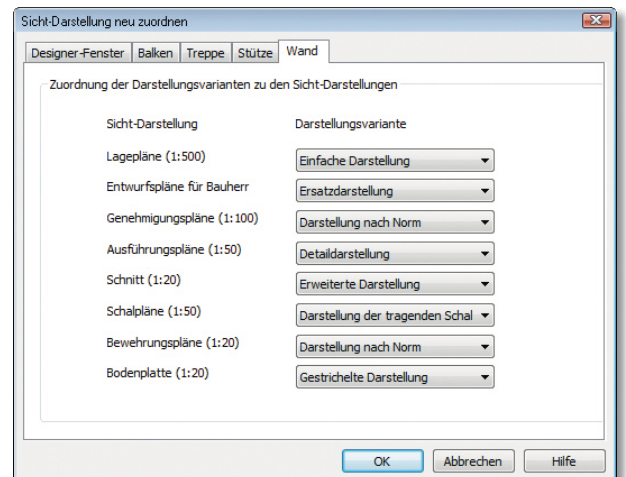 Sicht-Darstellung neu zuordnen
Designer-Fenster Balken Treppe Stütze Wand
Zuordnung der Darstellungsvarianten zu den Sicht-Darstellungen
Sicht-Darstellung Darstellungsvariante
Lagepläne (1:500) Einfache Darstellung
Entwurfspläne für Bauherr Ersatzdarstellung
Genehmigungspläne (1:100) Darstellung nach Norm
Ausführungspläne (1:50) Detaildarstellung
Schnitt (1:20) Erweiterte Darstellung
Schalpläne (1:50) Darstellung der tragenden Schal
Bewehrungspläne (1:20) Darstellung nach Norm
Bodenplatte (1:20) Gestrichelte Darstellung
OK Abbrechen Hilfe